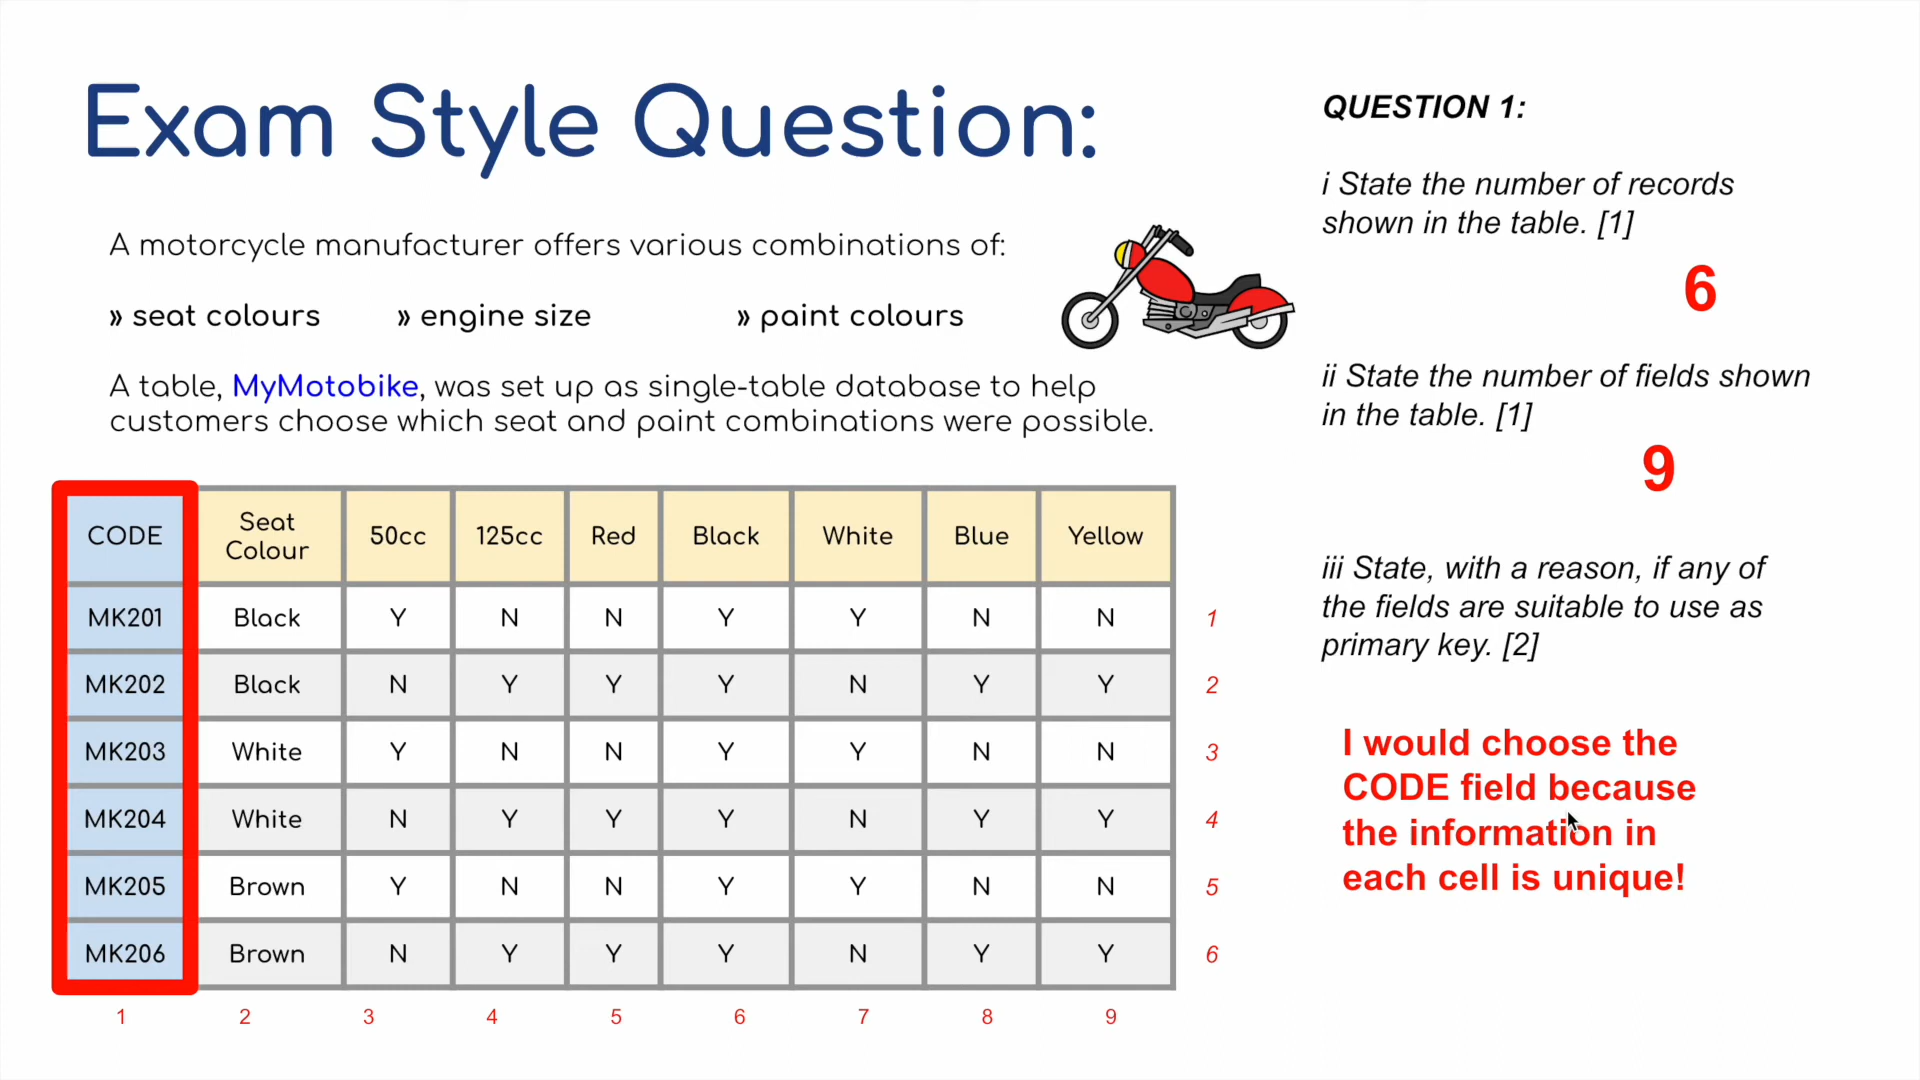 Exam Style Question:
A motorcycle manufacturer offers various combinations of:
» seat colours » engine size » paint colours
A table, MyMotobike, was set up as single-table database to help
customers choose which seat and paint combinations were possible.
CODE Seat Colour 50cc 125cc Red Black White Blue Yellow
MK201 Black Y N N Y Y N N 1
MK202 Black N Y Y Y N Y Y 2
MK203 White Y N N Y Y N N 3
MK204 White N Y Y Y N Y Y 4
MK205 Brown Y N N Y Y N N 5
MK206 Brown N Y Y Y N Y Y 6
1 2 3 4 5 6 7 8 9
QUESTION 1:
i State the number of records
shown in the table. [1]
6
ii State the number of fields shown
in the table. [1]
9
iii State, with a reason, if any of
the fields are suitable to use as
primary key. [2]
I would choose the
CODE field because
the information in
each cell is unique!